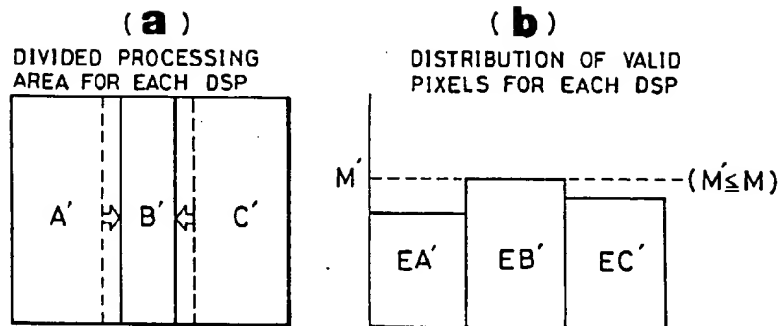 (a)
DIVIDED PROCESSING
AREA FOR EACH DSP
A′ B′ C′
(b)
DISTRIBUTION OF VALID
PIXELS FOR EACH DSP
M′ (M′≦M)
EA′ EB′ EC′